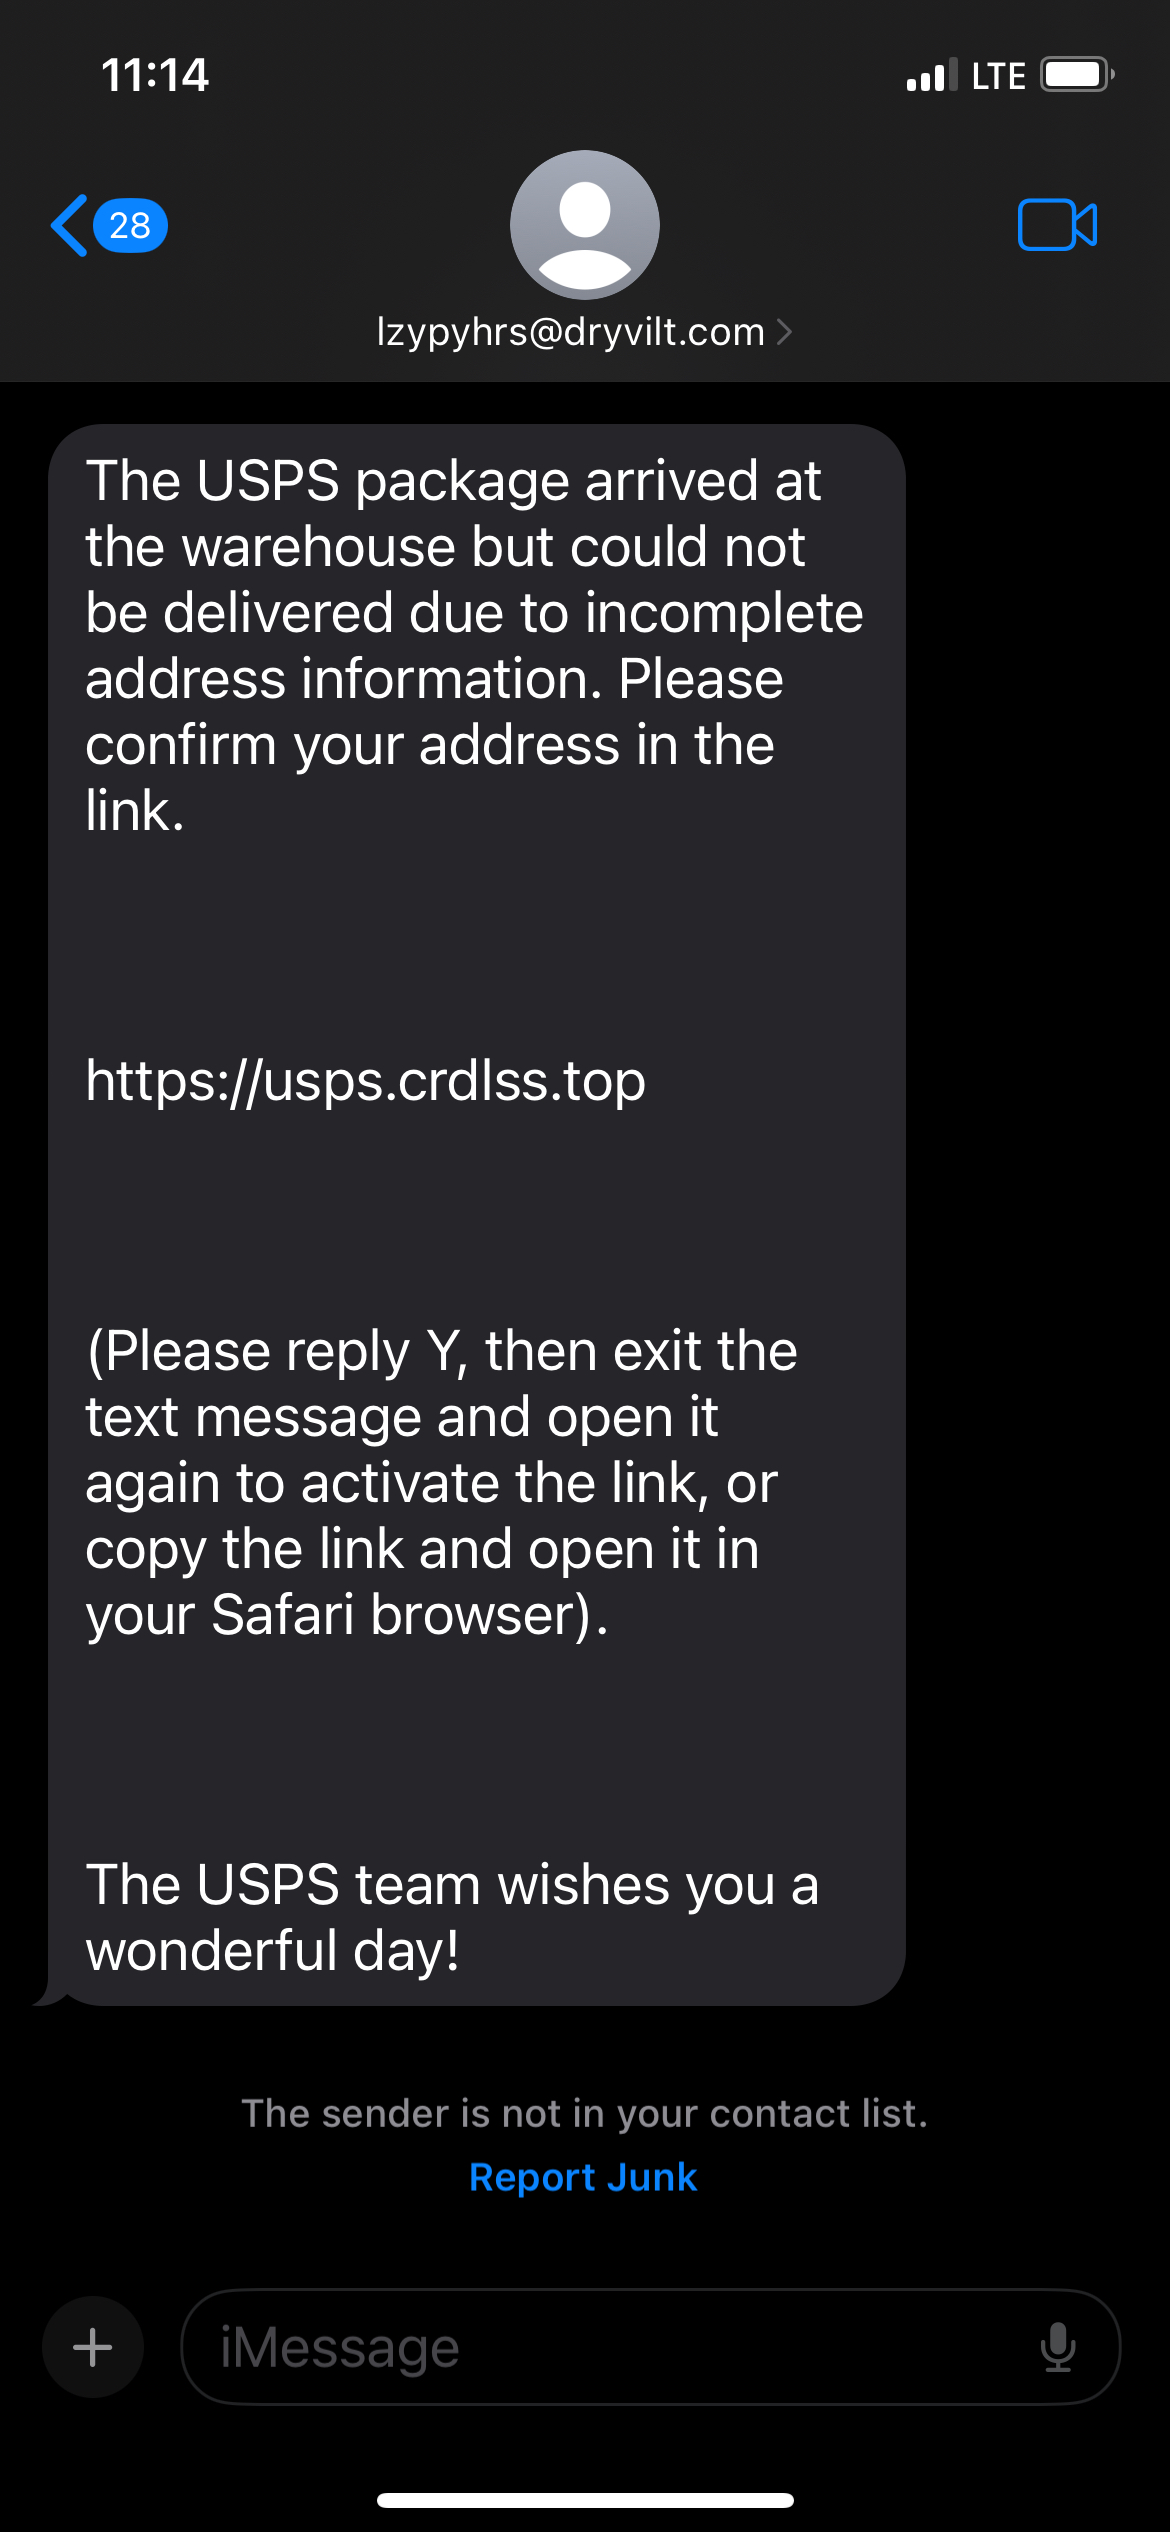 11:14
LTE
28
lzypyhrs@dryvilt.com
The USPS package arrived at
the warehouse but could not
be delivered due to incomplete
address information. Please
confirm your address in the
link.
https://usps.crdlss.top
(Please reply Y, then exit the
text message and open it
again to activate the link, or
copy the link and open it in
your Safari browser).
The USPS team wishes you a
wonderful day!
The sender is not in your contact list.
Report Junk
iMessage